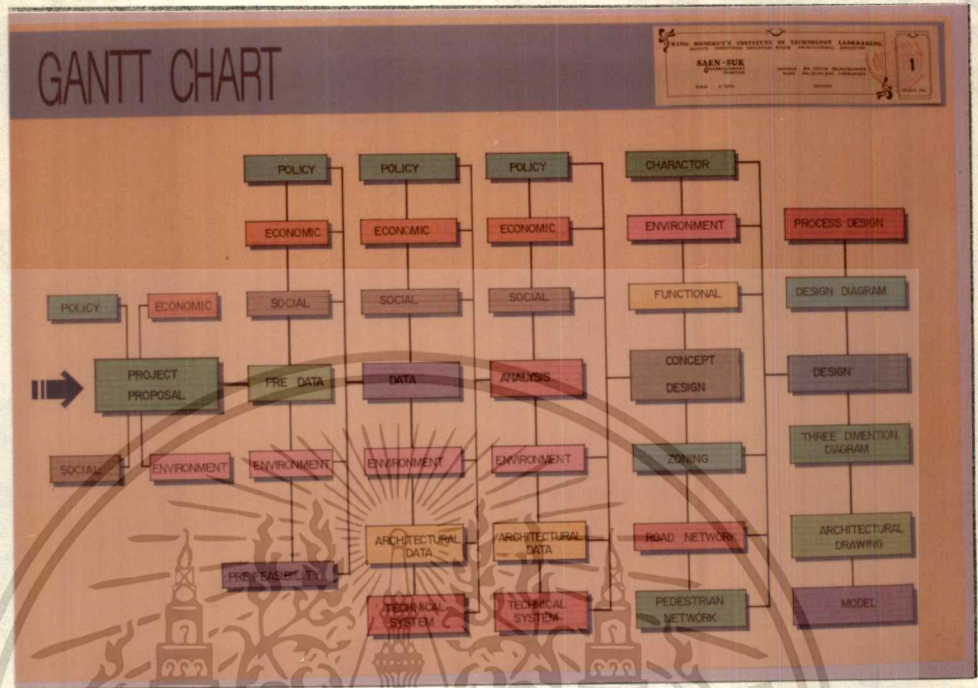 GANTT CHART
KING MONGKUT'S INSTITUTE OF TECHNOLOGY LADKRABANG
SAEN-SUK
1
POLICY
ECONOMIC
PROJECT
PROPOSAL
SOCIAL
ENVIRONMENT
POLICY
ECONOMIC
SOCIAL
PRE DATA
ENVIRONMENT
PREFEASIBILITY
POLICY
ECONOMIC
SOCIAL
DATA
ENVIRONMENT
ARCHITECTURAL
DATA
TECHNICAL
SYSTEM
POLICY
ECONOMIC
SOCIAL
ANALYSIS
ENVIRONMENT
ARCHITECTURAL
DATA
TECHNICAL
SYSTEM
CHARACTOR
ENVIRONMENT
FUNCTIONAL
CONCEPT
DESIGN
ZONING
ROAD NETWORK
PEDESTRIAN
NETWORK
PROCESS DESIGN
DESIGN DIAGRAM
DESIGN
THREE DIMENTION
DIAGRAM
ARCHITECTURAL
DRAWING
MODEL